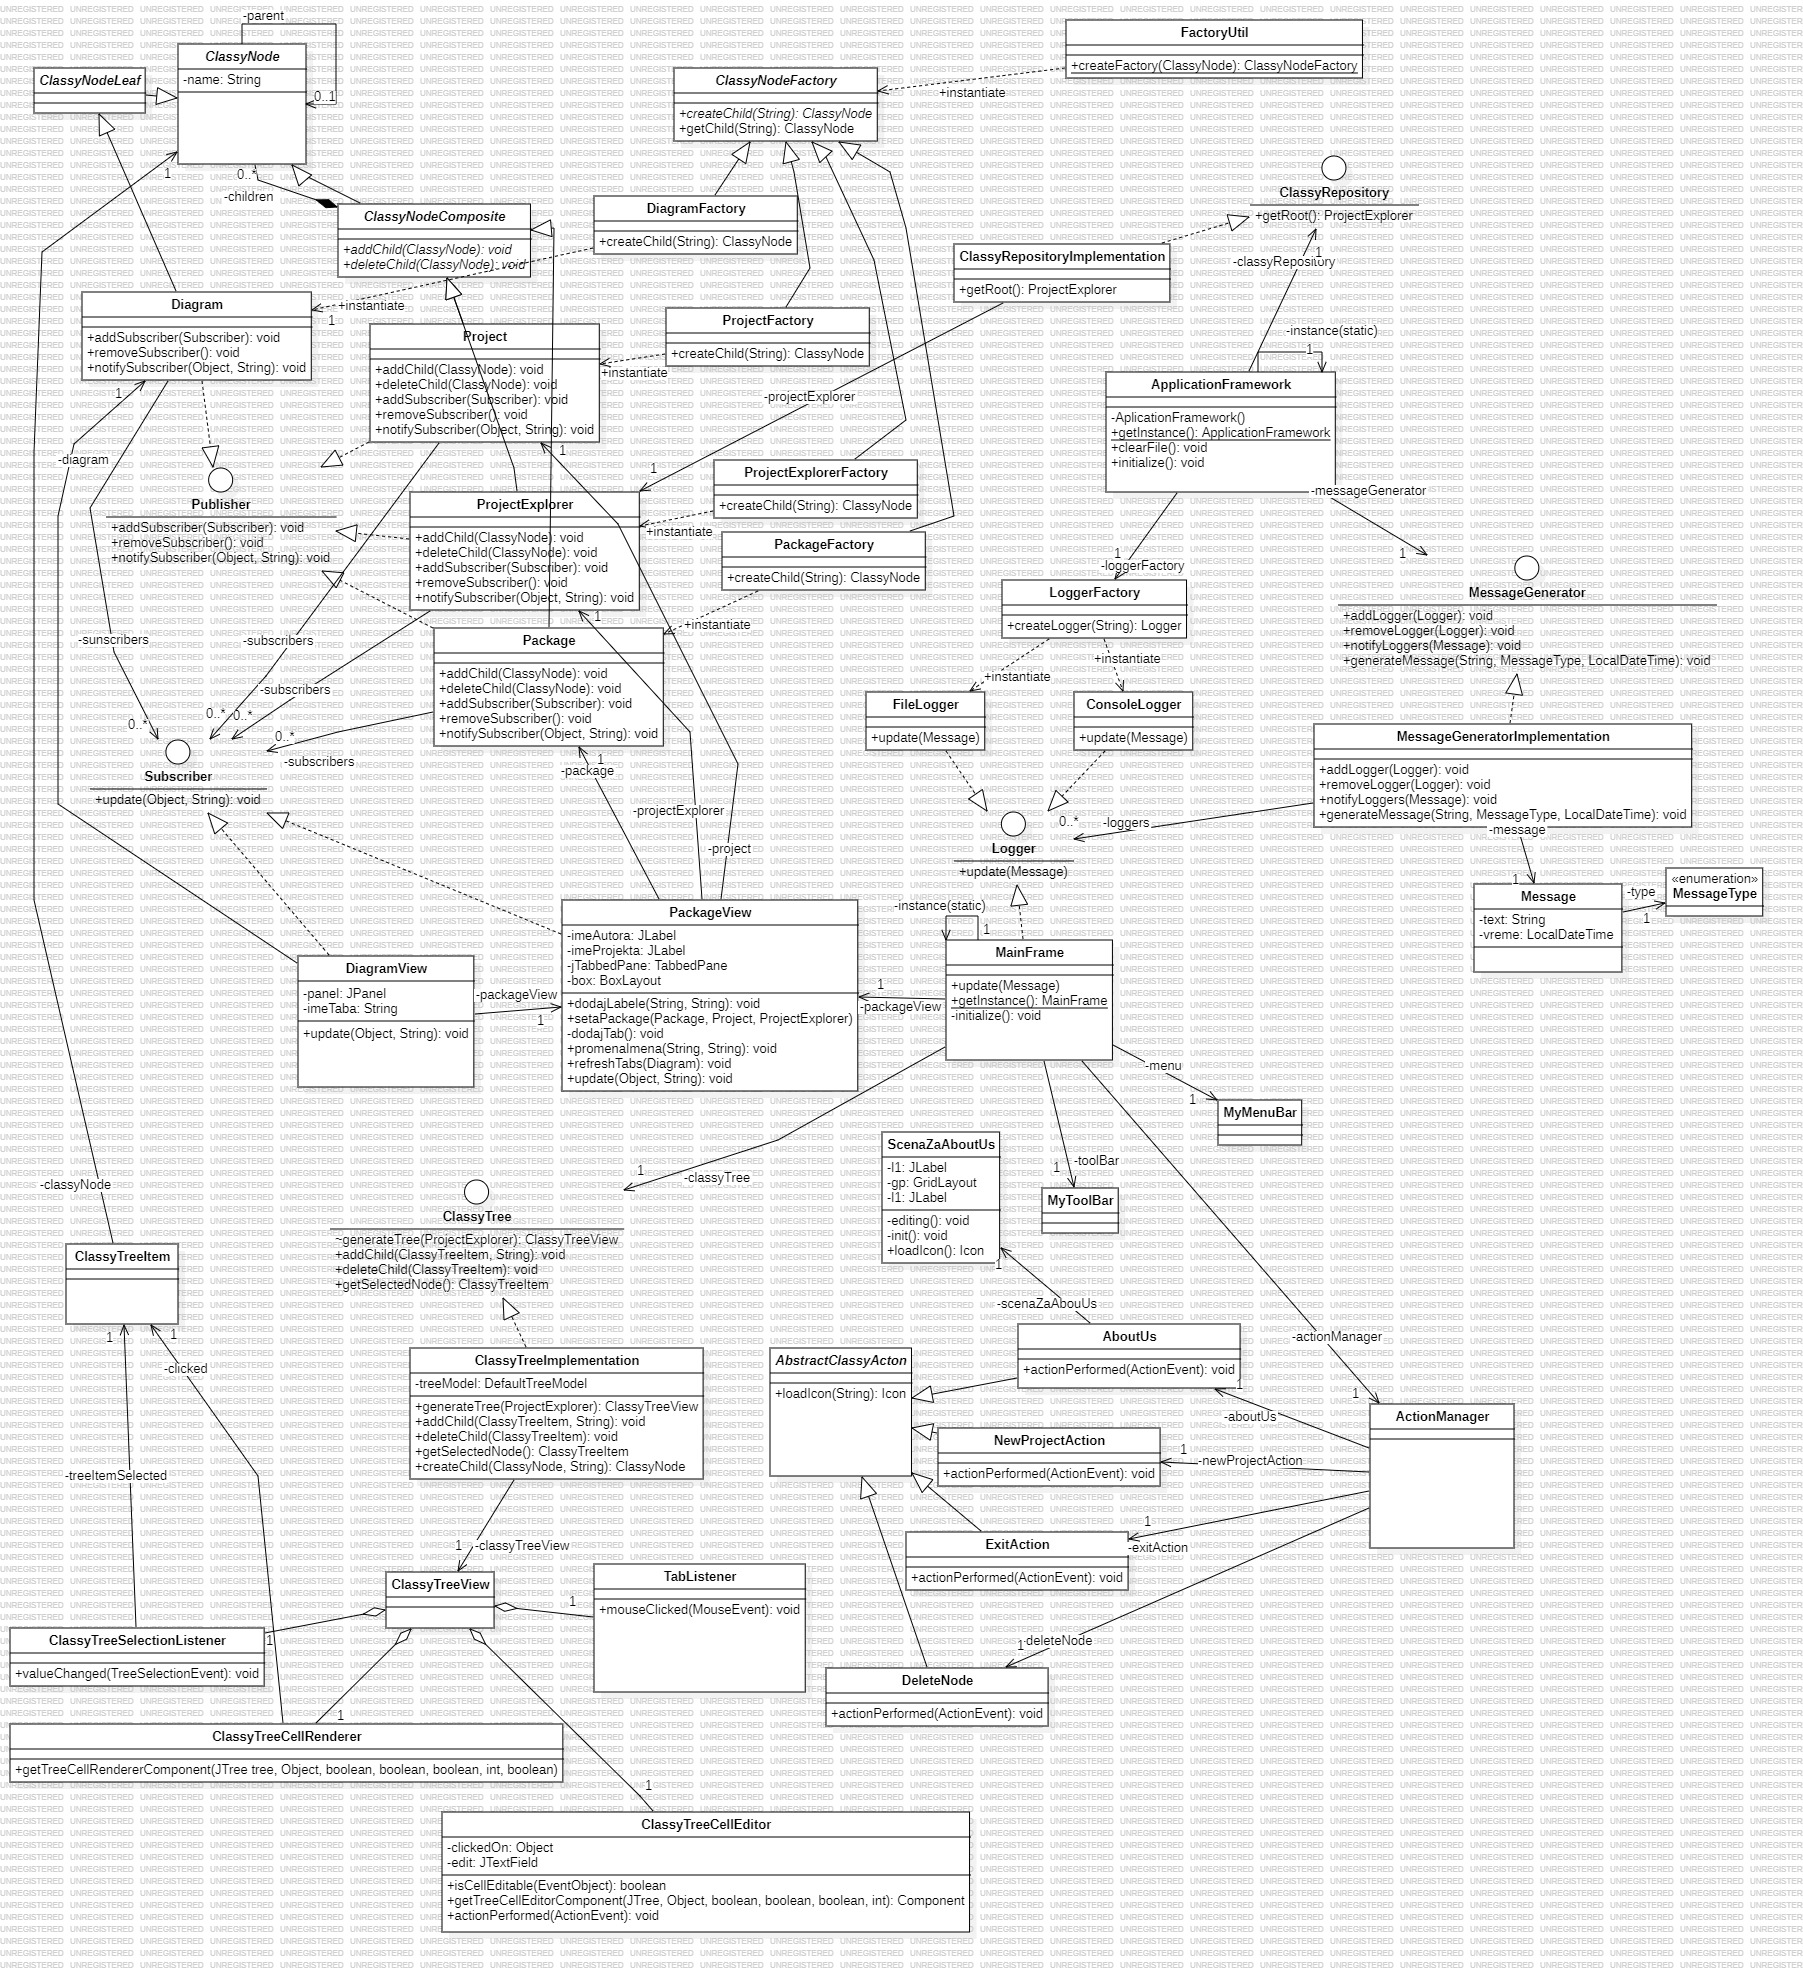 -parent
ClassyNode
-name: String
0..1
ClassyNodeLeaf
1
0..*
-children
ClassyNodeComposite
+addChild(ClassyNode): void
+deleteChild(ClassyNode): void
ClassyNodeFactory
+createChild(String): ClassyNode
+getChild(String): ClassyNode
FactoryUtil
+createFactory(ClassyNode): ClassyNodeFactory
+instantiate
ClassyRepository
+getRoot(): ProjectExplorer
1
-classyRepository
ClassyRepositoryImplementation
+getRoot(): ProjectExplorer
DiagramFactory
+createChild(String): ClassyNode
+instantiate
1
Diagram
+addSubscriber(Subscriber): void
+removeSubscriber(): void
+notifySubscriber(Object, String): void
1
-diagram
Project
+addChild(ClassyNode): void
+deleteChild(ClassyNode): void
+addSubscriber(Subscriber): void
+removeSubscriber(): void
+notifySubscriber(Object, String): void
1
ProjectFactory
+createChild(String): ClassyNode
+instantiate
-projectExplorer
1
-instance(static)
1
ApplicationFramework
-AplicationFramework()
+getInstance(): ApplicationFramework
+clearFile(): void
+initialize(): void
-messageGenerator
1
Publisher
+addSubscriber(Subscriber): void
+removeSubscriber(): void
+notifySubscriber(Object, String): void
ProjectExplorer
+addChild(ClassyNode): void
+deleteChild(ClassyNode): void
+addSubscriber(Subscriber): void
+removeSubscriber(): void
+notifySubscriber(Object, String): void
1
ProjectExplorerFactory
+createChild(String): ClassyNode
+instantiate
PackageFactory
+createChild(String): ClassyNode
+instantiate
1
-loggerFactory
LoggerFactory
+createLogger(String): Logger
+instantiate
+instantiate
MessageGenerator
+addLogger(Logger): void
+removeLogger(Logger): void
+notifyLoggers(Message): void
+generateMessage(String, MessageType, LocalDateTime): void
-sunscribers
-subscribers
-subscribers
0..*
0..*
0..*
0..*
-subscribers
Package
+addChild(ClassyNode): void
+deleteChild(ClassyNode): void
+addSubscriber(Subscriber): void
+removeSubscriber(): void
+notifySubscriber(Object, String): void
1
-package
FileLogger
+update(Message)
ConsoleLogger
+update(Message)
MessageGeneratorImplementation
+addLogger(Logger): void
+removeLogger(Logger): void
+notifyLoggers(Message): void
+generateMessage(String, MessageType, LocalDateTime): void
Subscriber
+update(Object, String): void
-projectExplorer
-project
0..*
-loggers
Logger
+update(Message)
-message
1
Message
-text: String
-vreme: LocalDateTime
-type
1
«enumeration»
MessageType
PackageView
-imeAutora: JLabel
-imeProjekta: JLabel
-jTabbedPane: TabbedPane
-box: BoxLayout
+dodajLabele(String, String): void
+setaPackage(Package, Project, ProjectExplorer)
-dodajTab(): void
+promenaImena(String, String): void
+refreshTabs(Diagram): void
+update(Object, String): void
-instance(static)
1
MainFrame
+update(Message)
+getInstance(): MainFrame
-initialize(): void
1
-packageView
DiagramView
-panel: JPanel
-imeTaba: String
+update(Object, String): void
-packageView
1
-menu
1
MyMenuBar
-toolBar
1
MyToolBar
ScenaZaAboutUs
-l1: JLabel
-gp: GridLayout
-l1: JLabel
-editing(): void
-init(): void
+loadIcon(): Icon
1
-scenaZaAbouUs
1
-classyTree
-classyNode
ClassyTree
~generateTree(ProjectExplorer): ClassyTreeView
+addChild(ClassyTreeItem, String): void
+deleteChild(ClassyTreeItem): void
+getSelectedNode(): ClassyTreeItem
ClassyTreeItem
1
1
-clicked
-treeItemSelected
ClassyTreeImplementation
-treeModel: DefaultTreeModel
+generateTree(ProjectExplorer): ClassyTreeView
+addChild(ClassyTreeItem, String): void
+deleteChild(ClassyTreeItem): void
+getSelectedNode(): ClassyTreeItem
+createChild(ClassyNode, String): ClassyNode
AbstractClassyActon
+loadIcon(String): Icon
AboutUs
+actionPerformed(ActionEvent): void
1
-aboutUs
-actionManager
1
ActionManager
NewProjectAction
+actionPerformed(ActionEvent): void
1
-newProjectAction
ExitAction
+actionPerformed(ActionEvent): void
1
-exitAction
1
-classyTreeView
ClassyTreeView
TabListener
+mouseClicked(MouseEvent): void
1
ClassyTreeSelectionListener
+valueChanged(TreeSelectionEvent): void
1
-deleteNode
1
DeleteNode
+actionPerformed(ActionEvent): void
1
ClassyTreeCellRenderer
+getTreeCellRendererComponent(JTree tree, Object, boolean, boolean, boolean, int, boolean)
1
ClassyTreeCellEditor
-clickedOn: Object
-edit: JTextField
+isCellEditable(EventObject): boolean
+getTreeCellEditorComponent(JTree, Object, boolean, boolean, boolean, int): Component
+actionPerformed(ActionEvent): void
UNREGISTERED